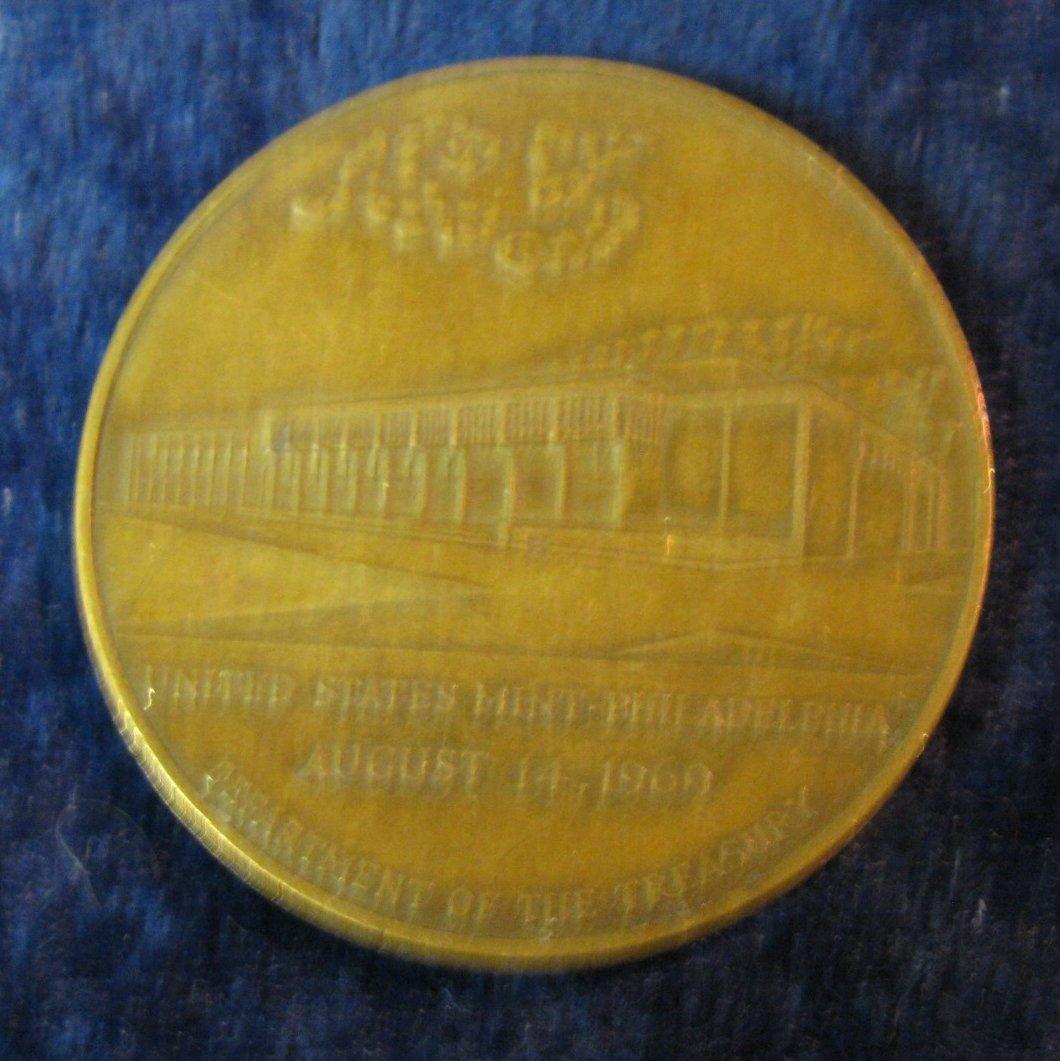 UNITED STATES MINT-PHILADELPHIA
AUGUST 14, 1969
DEPARTMENT OF THE TREASURY